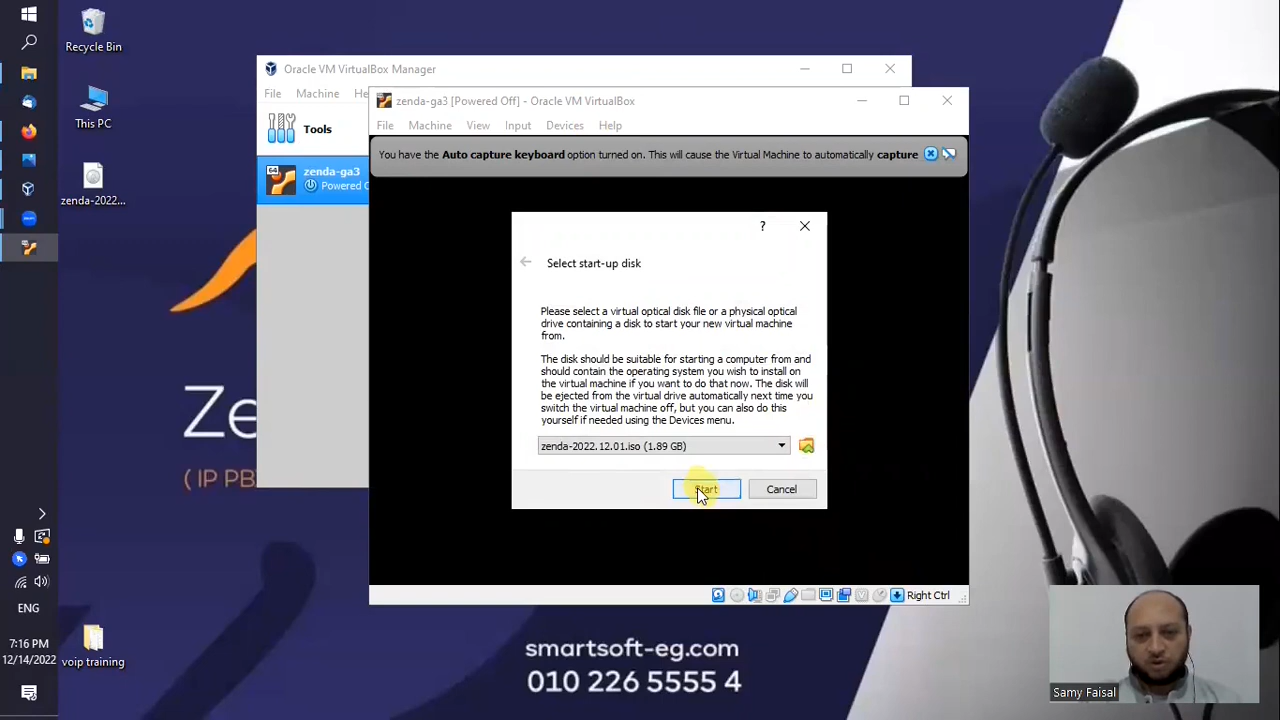 Recycle Bin
This PC
zenda-2022...
voip training
ENG
7:16 PM
12/14/2022
Oracle VM VirtualBox Manager
File
Machine
He
Tools
zenda-ga3
Powered O
zenda-ga3 [Powered Off] - Oracle VM VirtualBox
File Machine View Input Devices Help
You have the Auto capture keyboard option turned on. This will cause the Virtual Machine to automatically capture
?
Select start-up disk
Please select a virtual optical disk file or a physical optical
drive containing a disk to start your new virtual machine
from.
The disk should be suitable for starting a computer from and
should contain the operating system you wish to install on
the virtual machine if you want to do that now. The disk will
be ejected from the virtual drive automatically next time you
switch the virtual machine off, but you can also do this
yourself if needed using the Devices menu.
zenda-2022.12.01.iso (1.89 GB)
Start Cancel
Right Ctrl
Ze
( IP PB
smartsoft-eg.com
010 226 5555 4
Samy Faisal